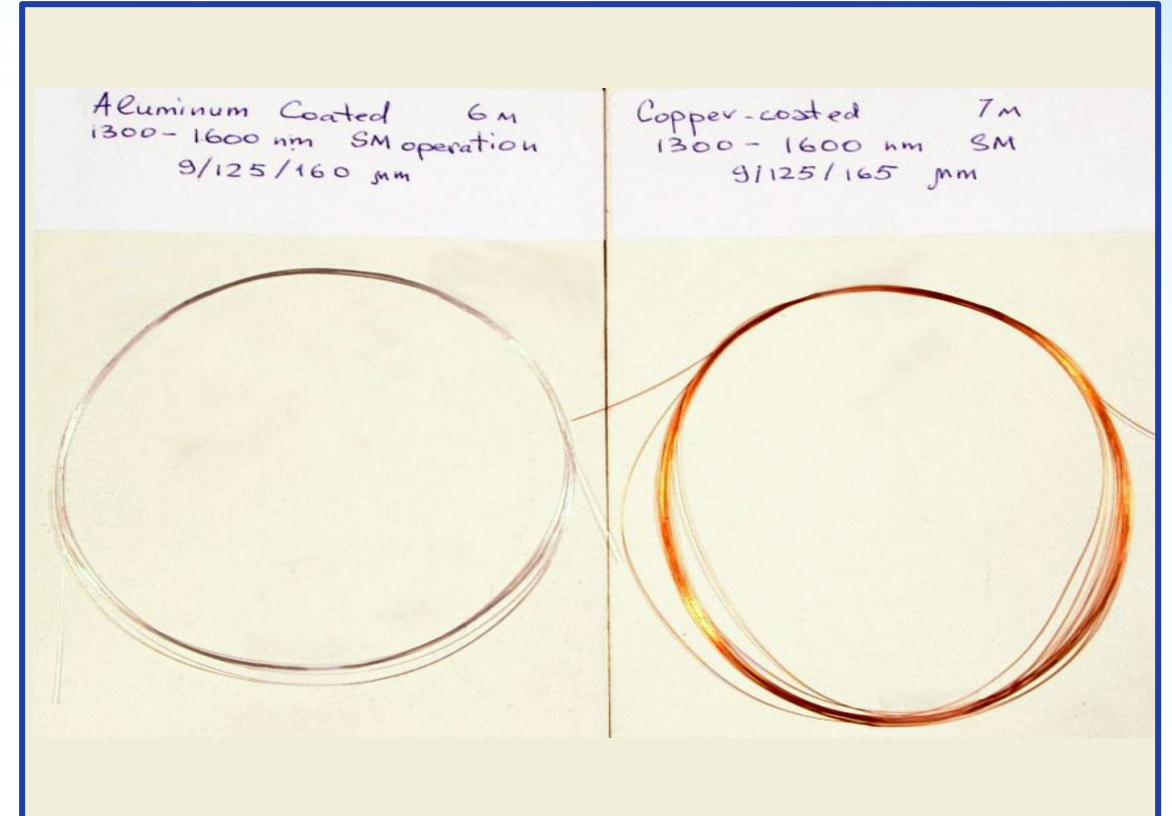 Aluminum Coated 6 M
1300 - 1600 nm SM operation
9/125/160 µm
Copper-coated 7M
1300 - 1600 nm SM
9/125/165 µm